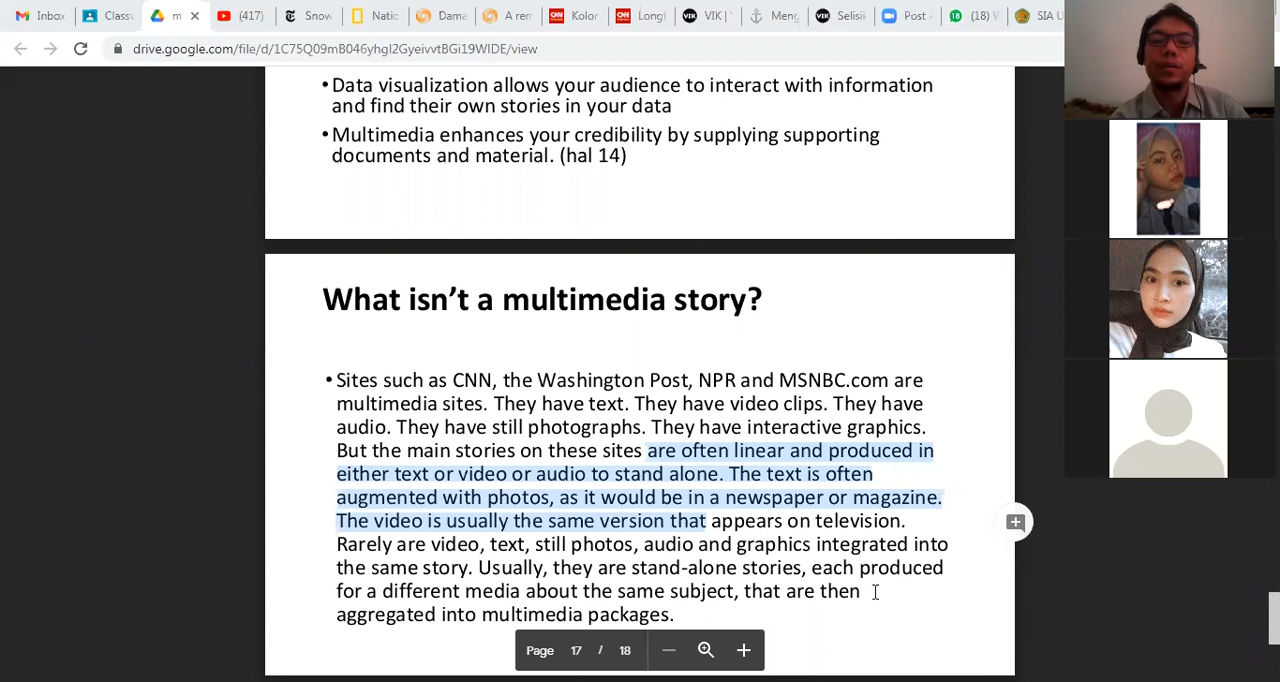 Inbox
Class
m
(417)
Snow
Natio
Dama
A rem
Kolor
Longi
VIK | '
Meng
Selisi
Post A
(18) V
SIA U
drive.google.com/file/d/1C75Q09mB046yhgI2GyeivvtBGi19WIDE/view
•Data visualization allows your audience to interact with information
and find their own stories in your data
•Multimedia enhances your credibility by supplying supporting
documents and material. (hal 14)
What isn’t a multimedia story?
•Sites such as CNN, the Washington Post, NPR and MSNBC.com are
multimedia sites. They have text. They have video clips. They have
audio. They have still photographs. They have interactive graphics.
But the main stories on these sites are often linear and produced in
either text or video or audio to stand alone. The text is often
augmented with photos, as it would be in a newspaper or magazine.
The video is usually the same version that appears on television.
Rarely are video, text, still photos, audio and graphics integrated into
the same story. Usually, they are stand-alone stories, each produced
for a different media about the same subject, that are then
aggregated into multimedia packages.
Page 17 / 18